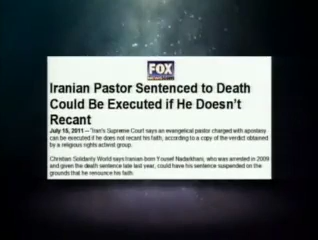 FOX
NEWS.com
Iranian Pastor Sentenced to Death
Could Be Executed if He Doesn't
Recant
July 15, 2011 – "Iran's Supreme Court says an evangelical pastor charged with apostasy
can be executed if he does not recant his faith, according to a copy of the verdict obtained
by a religious rights activist group.
Christian Solidarity World says Iranian-born Yousef Nadarkhani, who was arrested in 2009
and given the death sentence late last year, could have his sentence suspended on the
grounds that he renounce his faith.